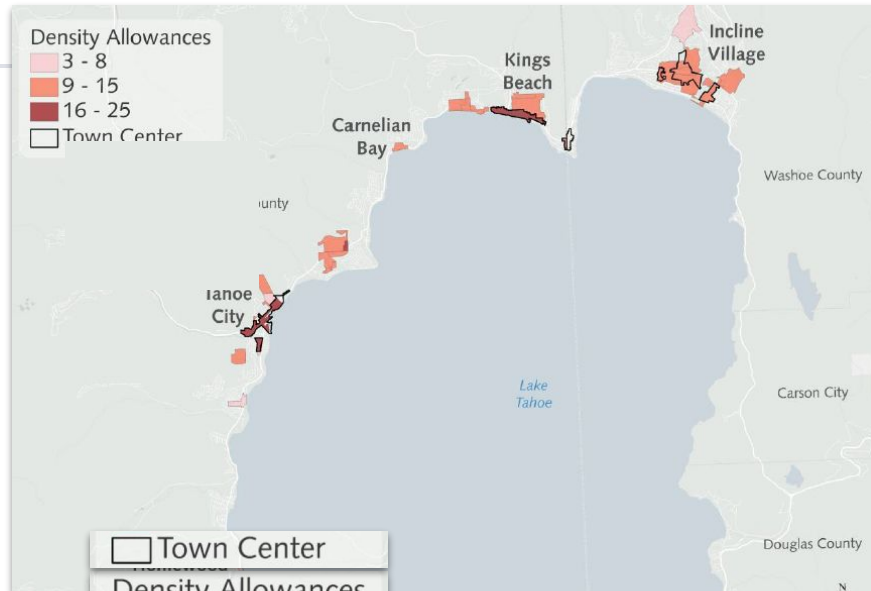 Density Allowances
3 - 8
9 - 15
16 - 25
Town Center
Incline
Village
Kings
Beach
Carnelian
Bay
Washoe County
ounty
Tahoe
City
Lake
Tahoe
Carson City
Town Center
Douglas County
Homewood
Density Allowances
N